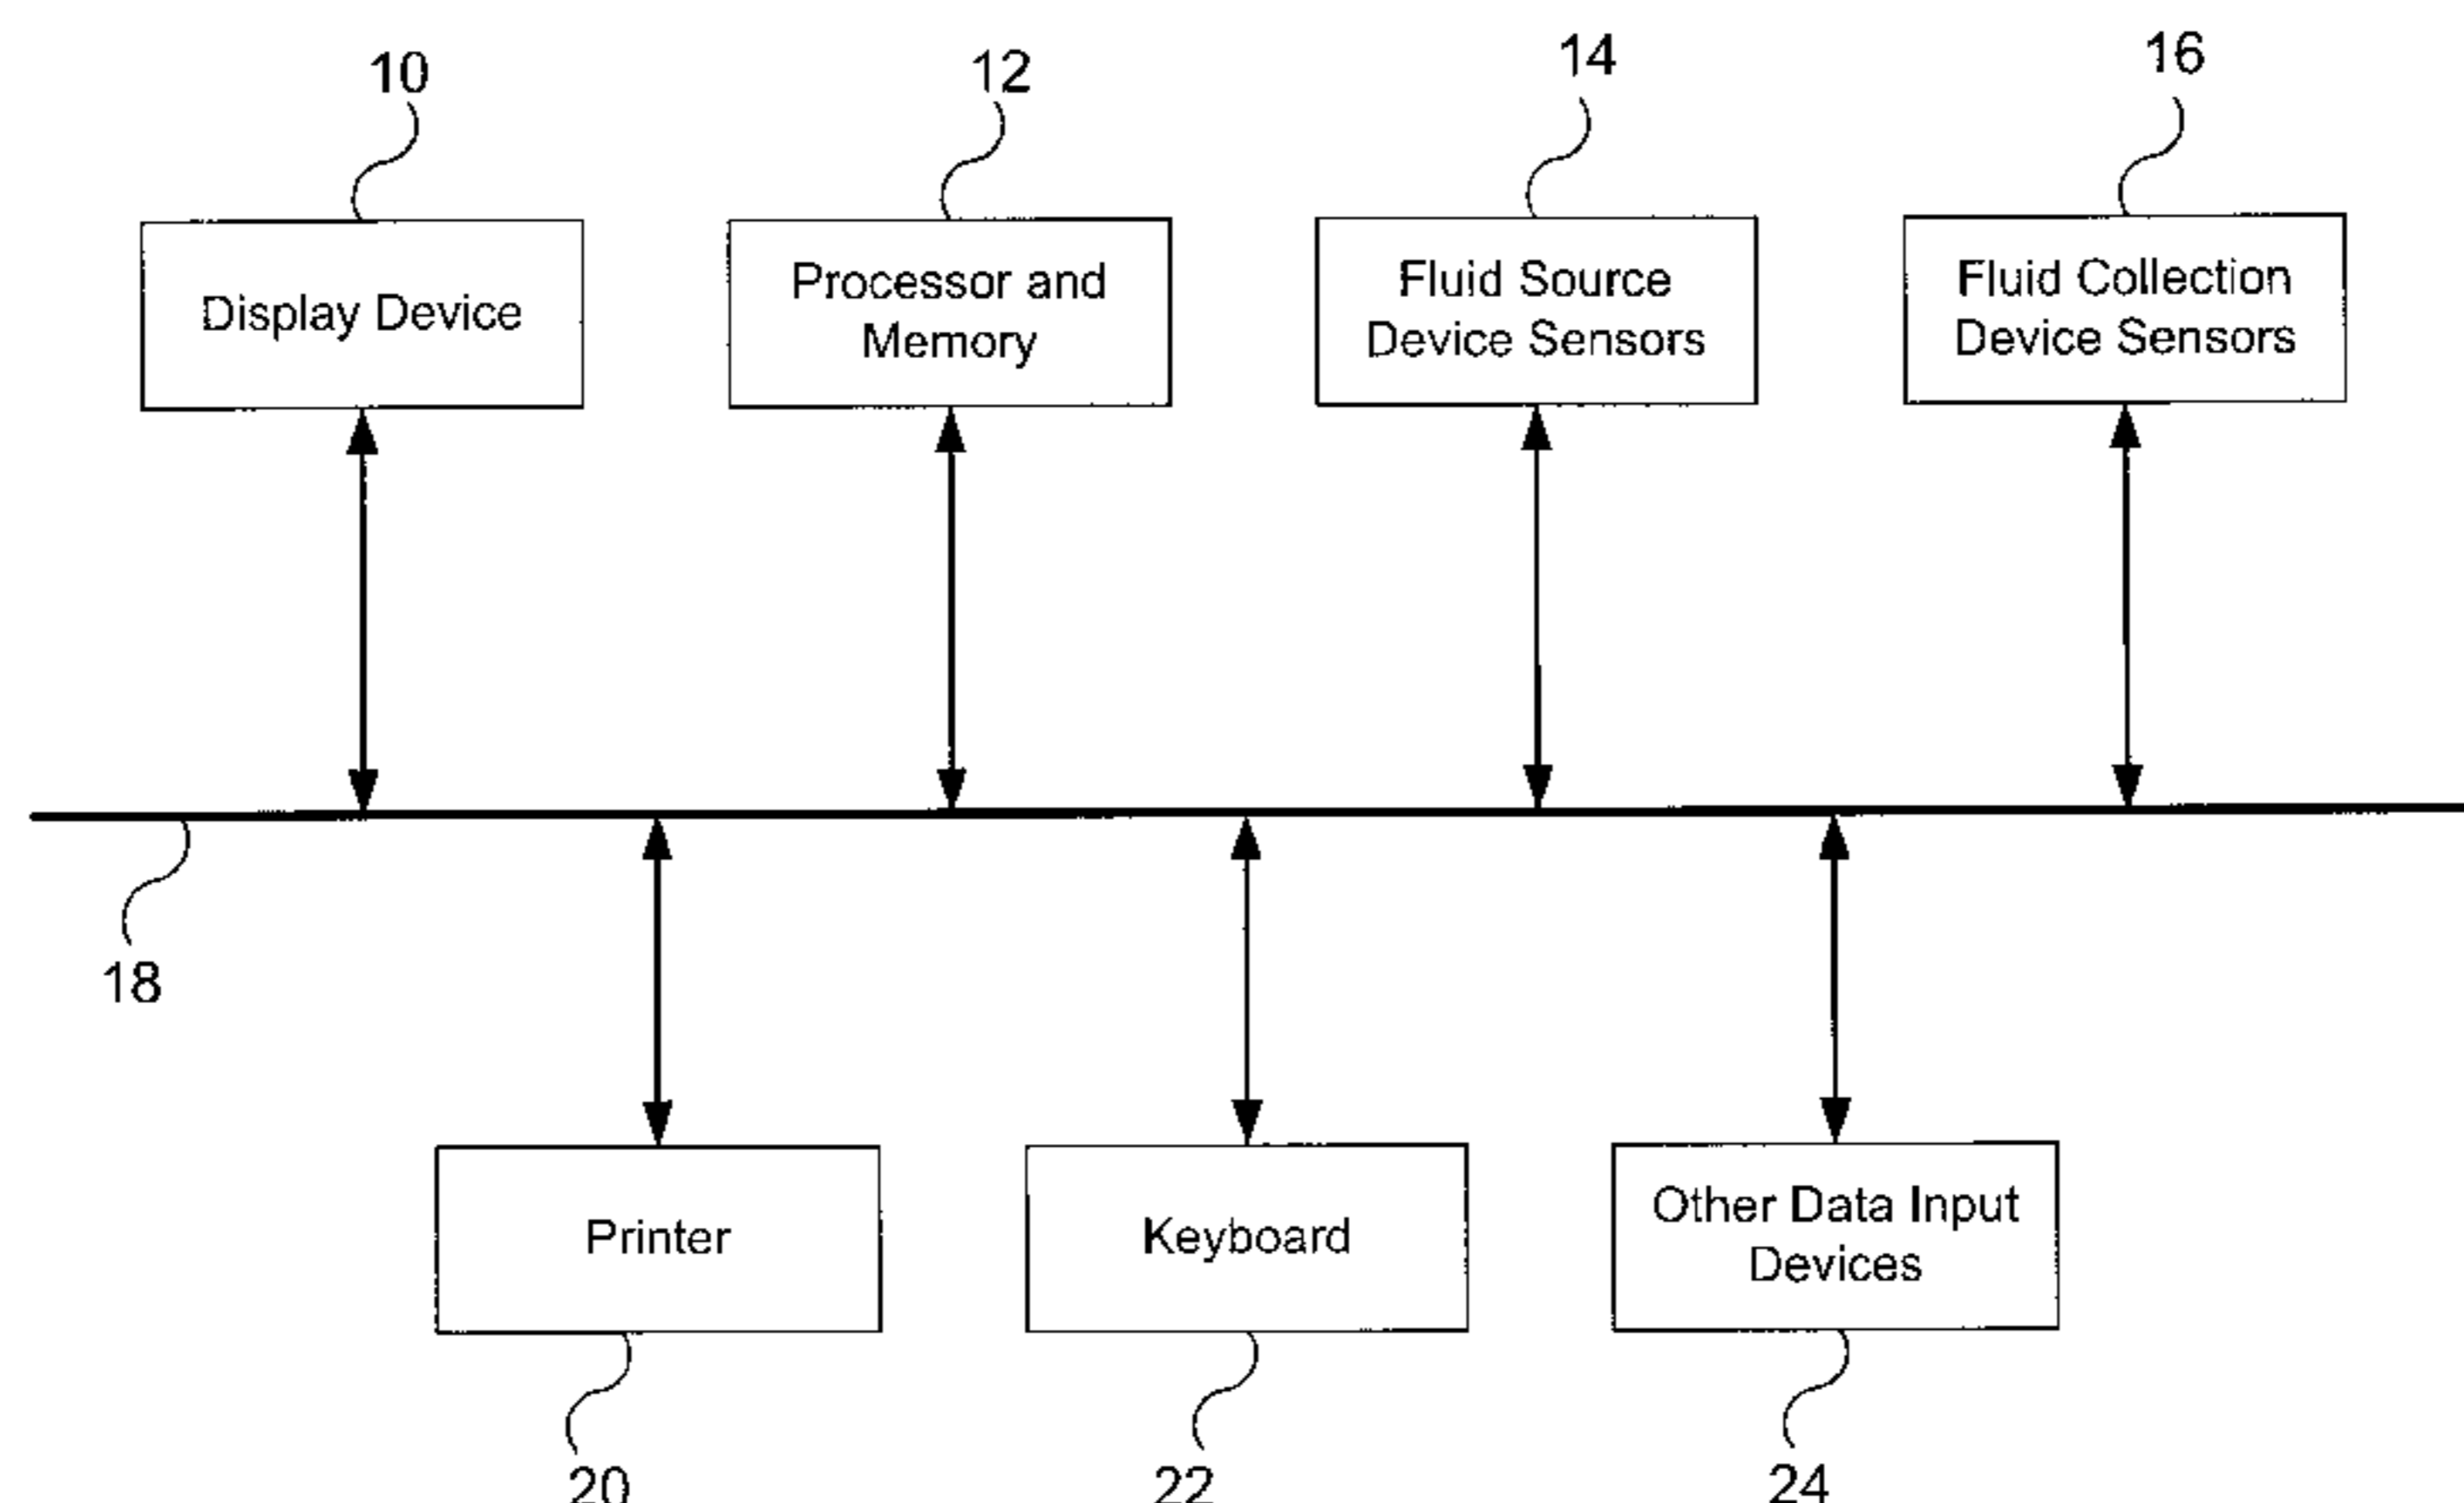 10
12
14
16
Display Device
Processor and
Memory
Fluid Source
Device Sensors
Fluid Collection
Device Sensors
18
Printer
Keyboard
Other Data Input
Devices
20
22
24